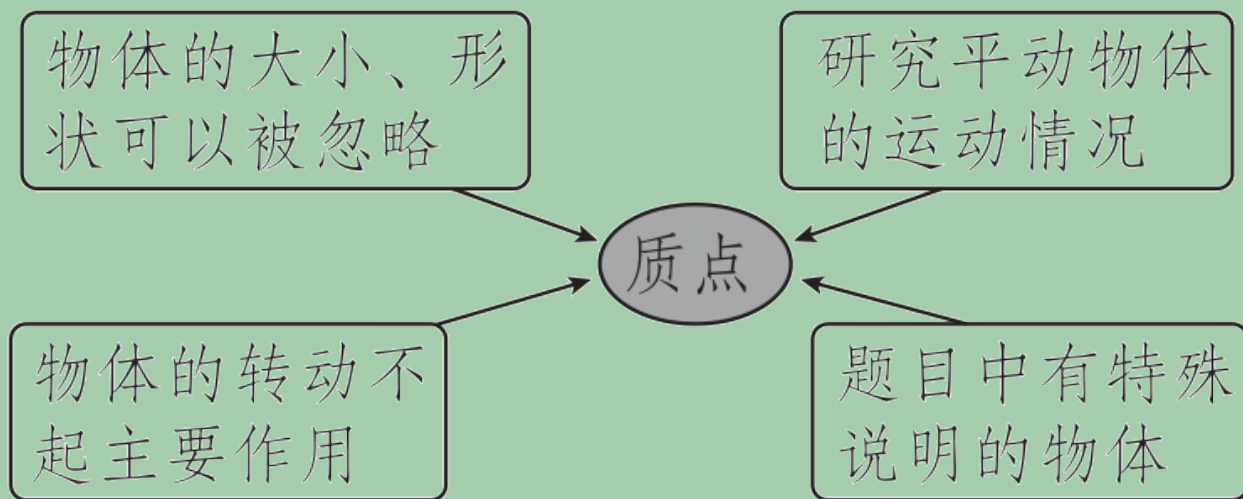 物体的大小、形
状可以被忽略
研究平动物体
的运动情况
质点
物体的转动不
起主要作用
题目中有特殊
说明的物体